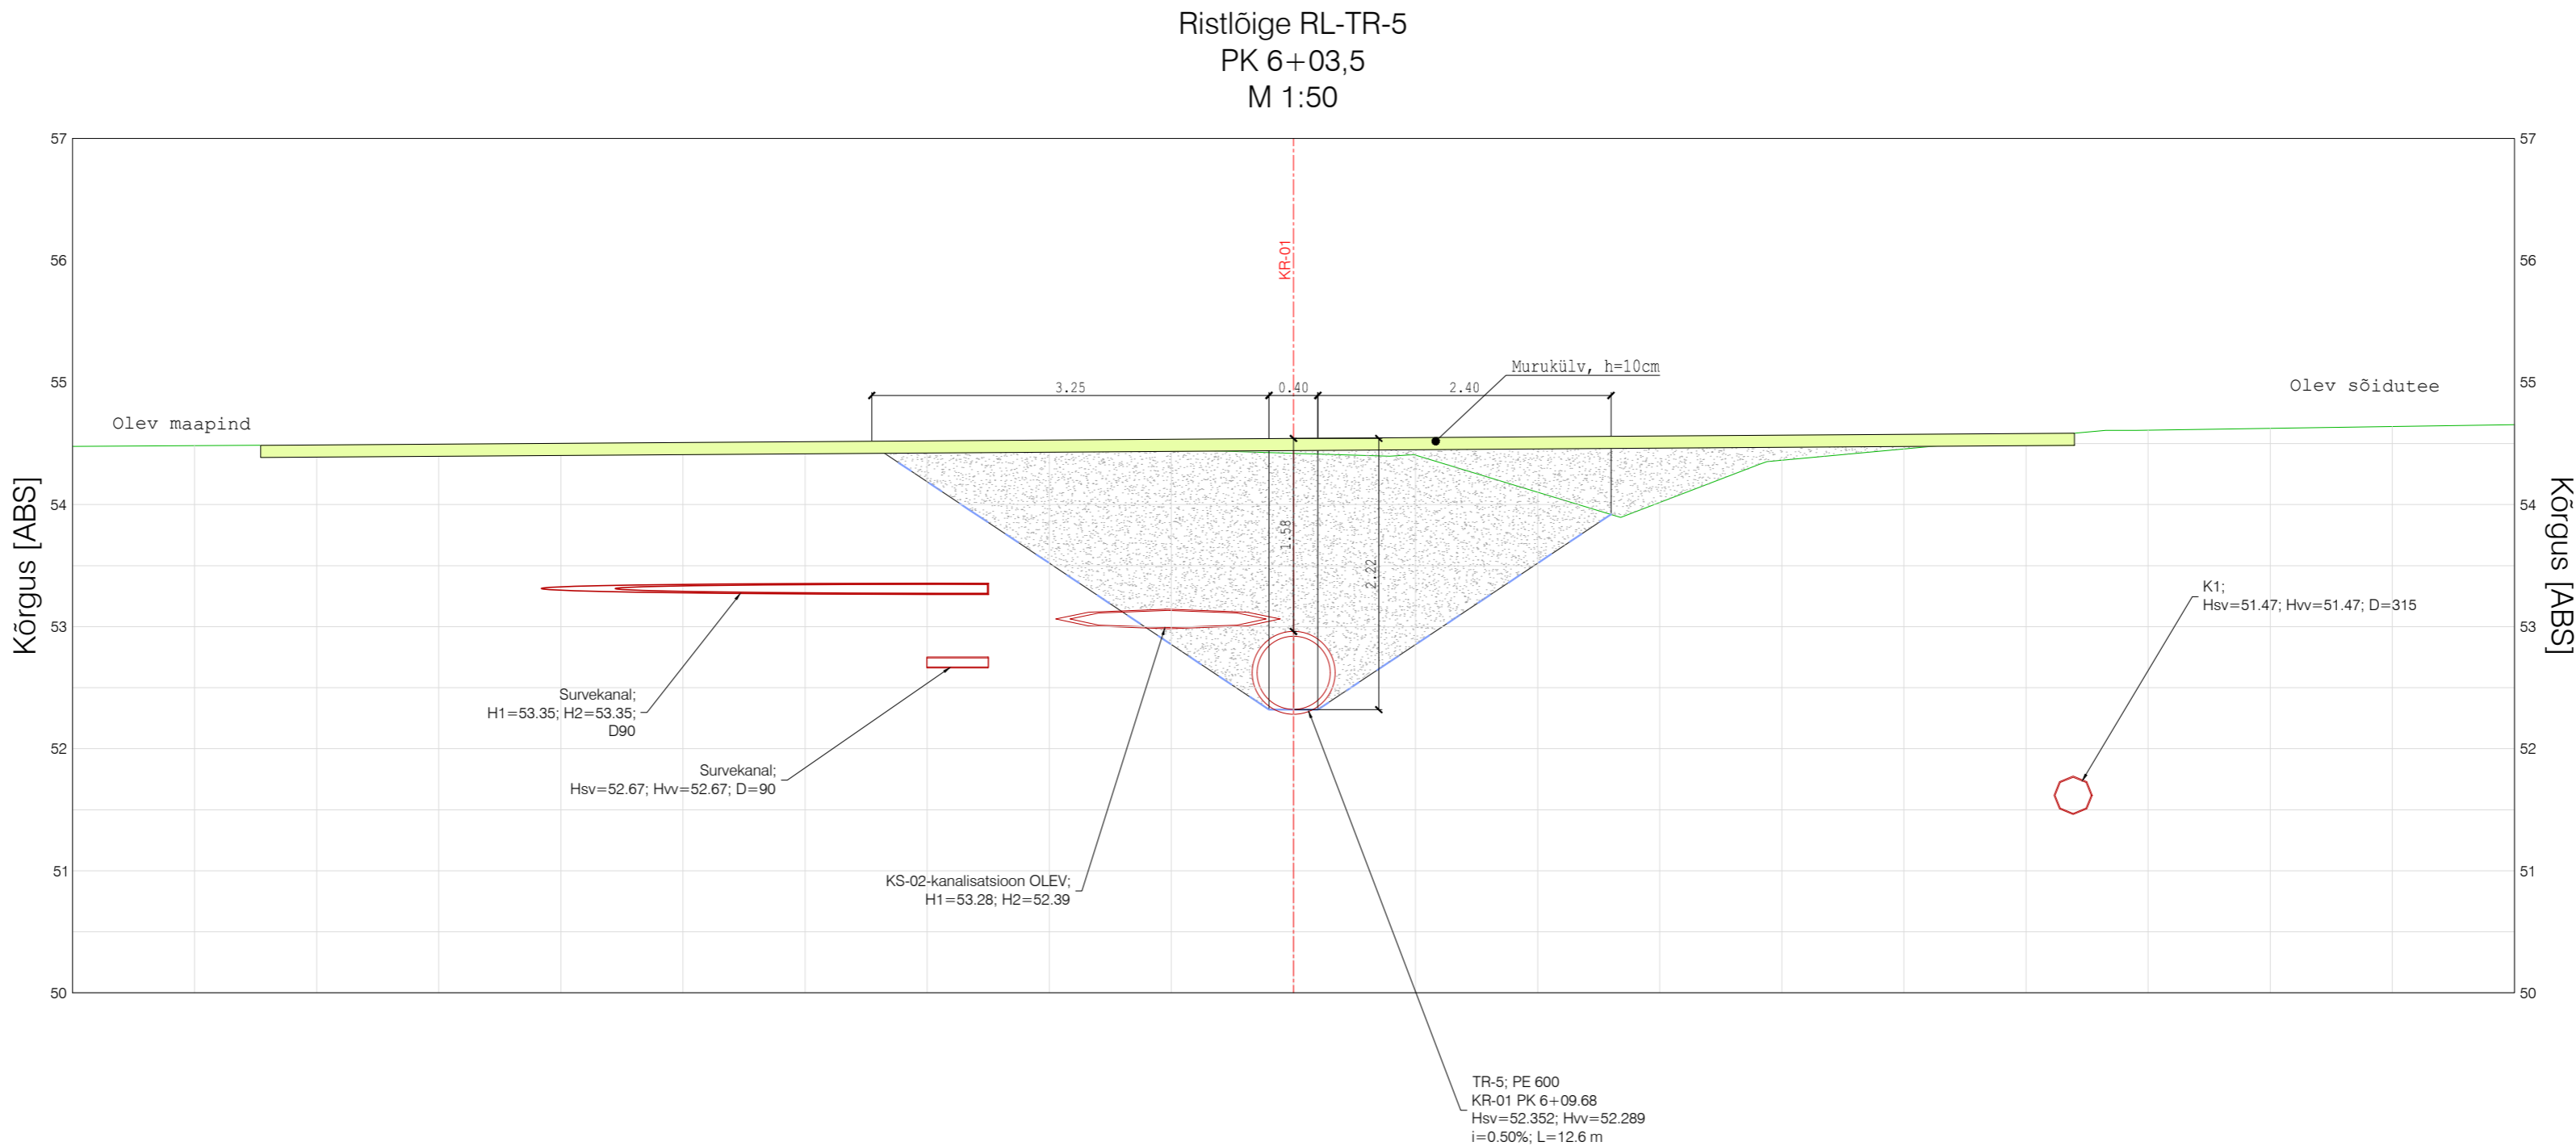 Ristlõige RL-TR-5
PK 6+03,5
M 1:50
57
57
56
56
55
55
54
54
53
53
52
52
51
51
50
50
Kõrgus [ABS]
Kõrgus [ABS]
KR-01
Murukülv, h=10cm
3.25
0.40
2.40
Olev maapind
Olev sõidutee
1.58
2.22
K1;
Hsv=51.47; Hvv=51.47; D=315
Survekanal;
H1=53.35; H2=53.35;
D90
Survekanal;
Hsv=52.67; Hvv=52.67; D=90
KS-02-kanalisatsioon OLEV;
H1=53.28; H2=52.39
TR-5; PE 600
KR-01 PK 6+09.68
Hsv=52.352; Hvv=52.289
i=0.50%; L=12.6 m